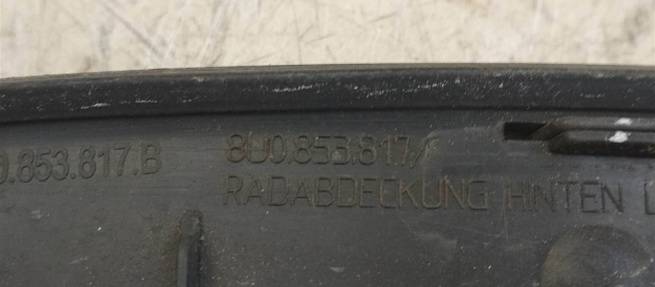 0.853.817.B 8U0.853.817/
RADABDECKUNG HINTEN L